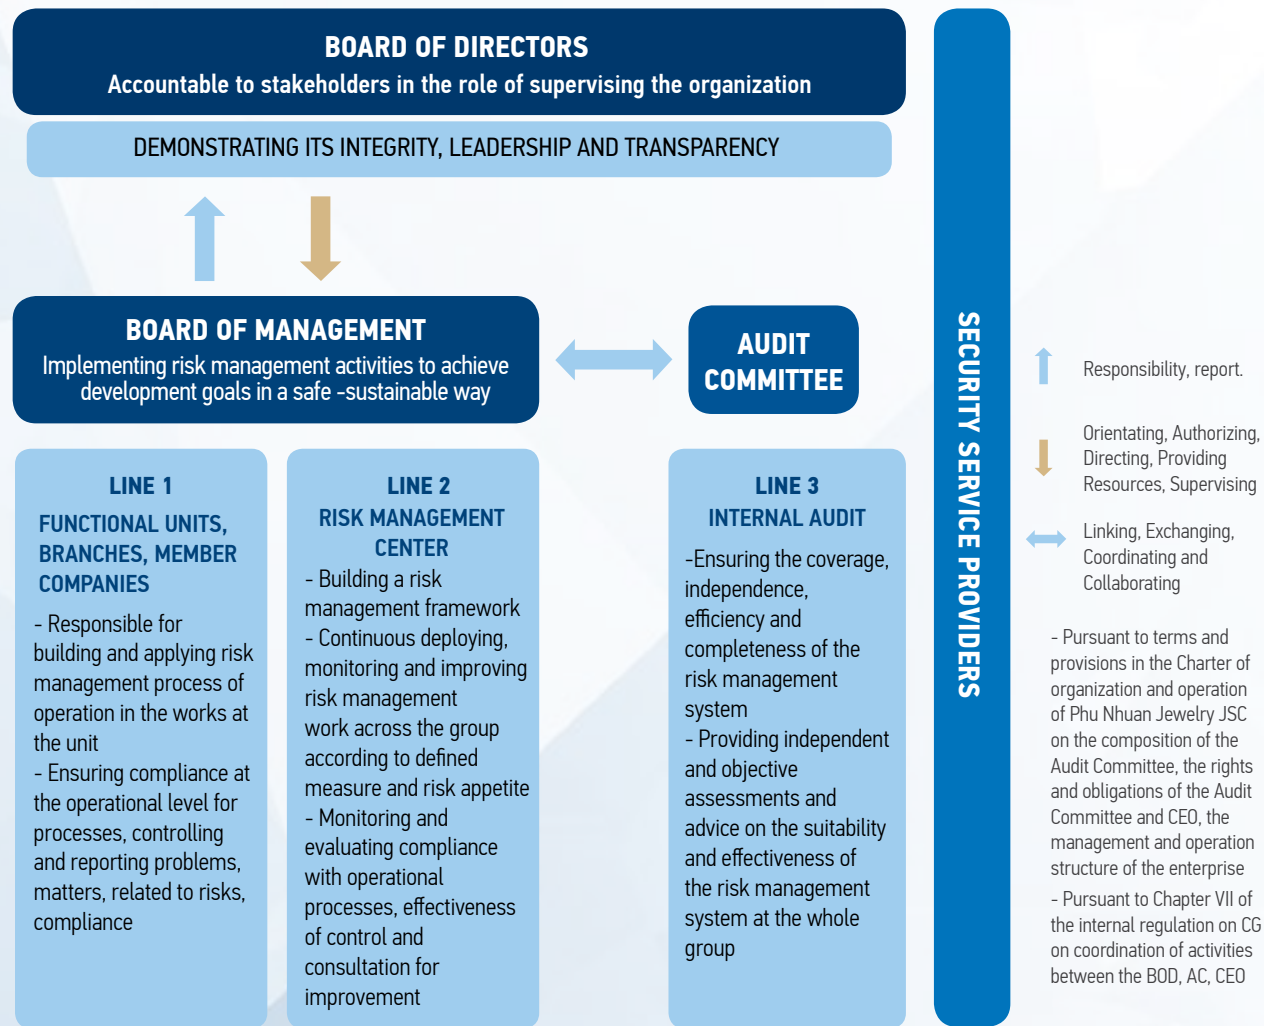 BOARD OF DIRECTORS
Accountable to stakeholders in the role of supervising the organization
DEMONSTRATING ITS INTEGRITY, LEADERSHIP AND TRANSPARENCY
BOARD OF MANAGEMENT
Implementing risk management activities to achieve
development goals in a safe -sustainable way
AUDIT
COMMITTEE
LINE 1
FUNCTIONAL UNITS,
BRANCHES, MEMBER
COMPANIES
- Responsible for
building and applying risk
management process of
operation in the works at
the unit
- Ensuring compliance at
the operational level for
processes, controlling
and reporting problems,
matters, related to risks,
compliance
LINE 2
RISK MANAGEMENT
CENTER
- Building a risk
management framework
- Continuous deploying,
monitoring and improving
risk management
work across the group
according to defined
measure and risk appetite
- Monitoring and
evaluating compliance
with operational
processes, effectiveness
of control and
consultation for
improvement
LINE 3
INTERNAL AUDIT
-Ensuring the coverage,
independence,
efficiency and
completeness of the
risk management
system
- Providing independent
and objective
assessments and
advice on the suitability
and effectiveness of
the risk management
system at the whole
group
SECURITY SERVICE PROVIDERS
Responsibility, report.
Orientating, Authorizing,
Directing, Providing
Resources, Supervising
Linking, Exchanging,
Coordinating and
Collaborating
- Pursuant to terms and
provisions in the Charter of
organization and operation
of Phu Nhuan Jewelry JSC
on the composition of the
Audit Committee, the rights
and obligations of the Audit
Committee and CEO, the
management and operation
structure of the enterprise
- Pursuant to Chapter VII of
the internal regulation on CG
on coordination of activities
between the BOD, AC, CEO